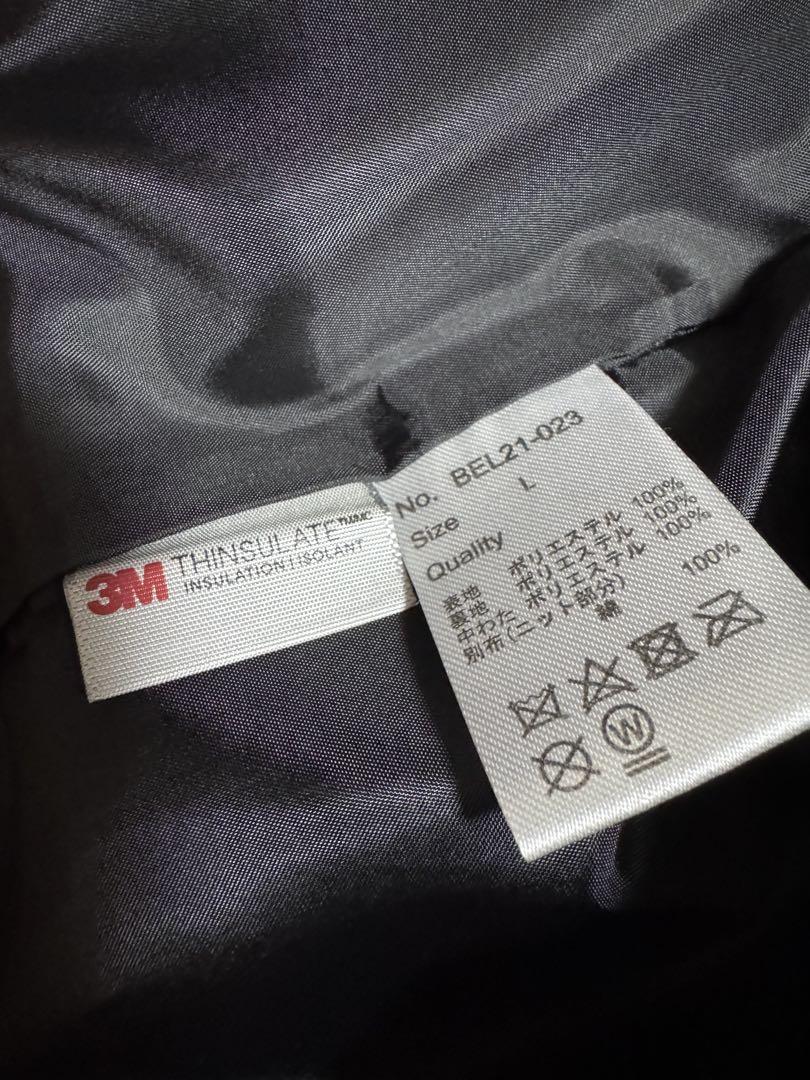 3M THINSULATE™/MC
INSULATION | ISOLANT
No. BEL21-023
Size L
Quality
表地 ポリエステル 100%
裏地 ポリエステル 100%
中わた ポリエステル 100%
別布(ニット部分)
綿 100%
W